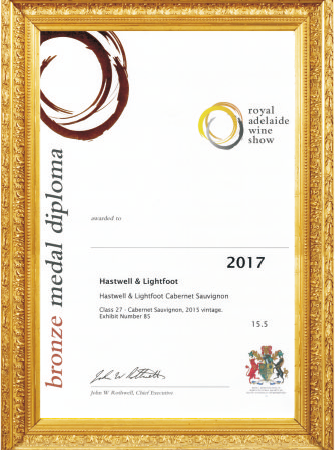 bronze medal diploma
royal
adelaide
wine
show
awarded to
2017
Hastwell & Lightfoot
Hastwell & Lightfoot Cabernet Sauvignon
Class 27 - Cabernet Sauvignon, 2015 vintage.
Exhibit Number 85
15.5
John W Rothwell, Chief Executive